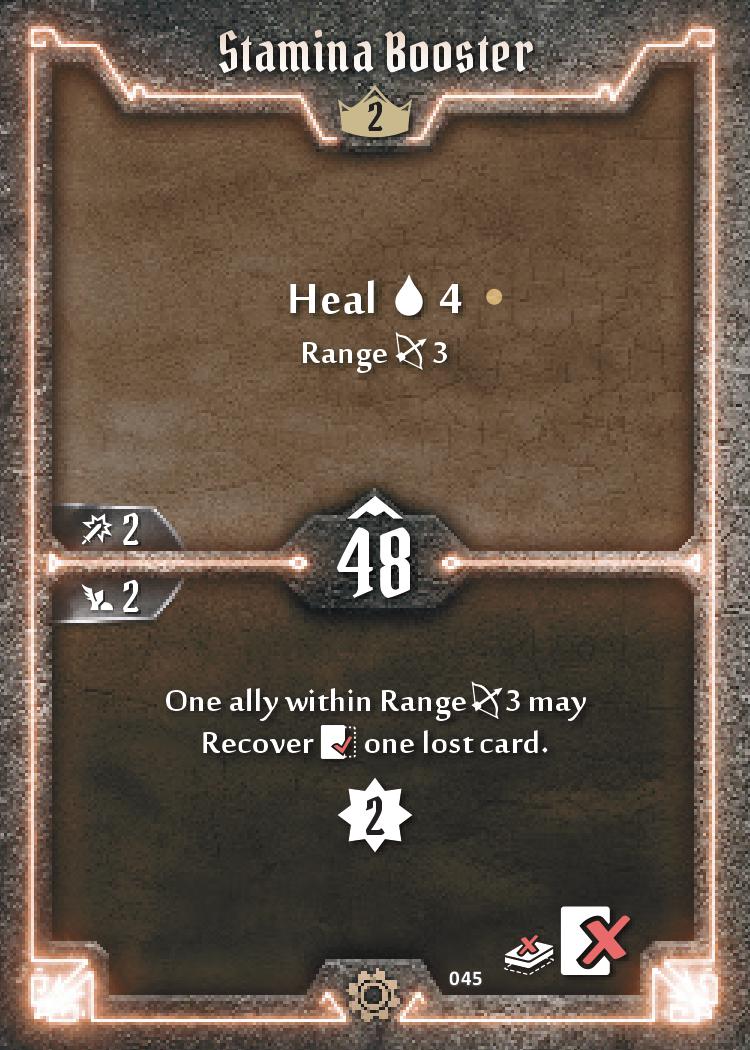 Stamina Booster
2
Heal 4
Range 3
2
48
2
One ally within Range 3 may
Recover one lost card.
2
045